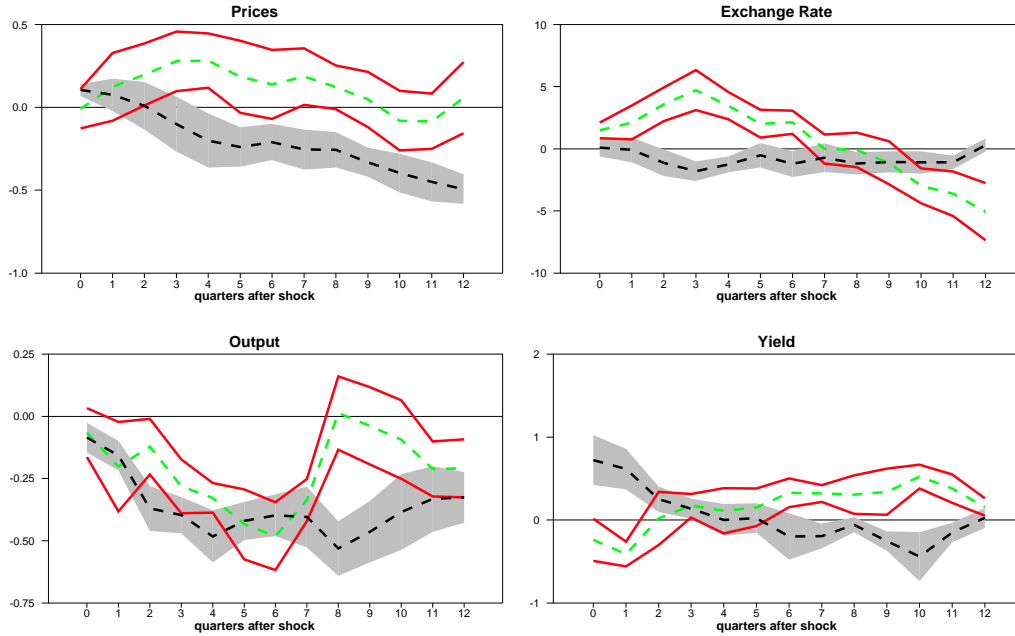 Prices
0.5
0.0
-0.5
-1.0
0 1 2 3 4 5 6 7 8 9 10 11 12
quarters after shock
Exchange Rate
10
5
0
-5
-10
0 1 2 3 4 5 6 7 8 9 10 11 12
quarters after shock
Output
0.25
0.00
-0.25
-0.50
-0.75
0 1 2 3 4 5 6 7 8 9 10 11 12
quarters after shock
Yield
2
1
0
-1
0 1 2 3 4 5 6 7 8 9 10 11 12
quarters after shock